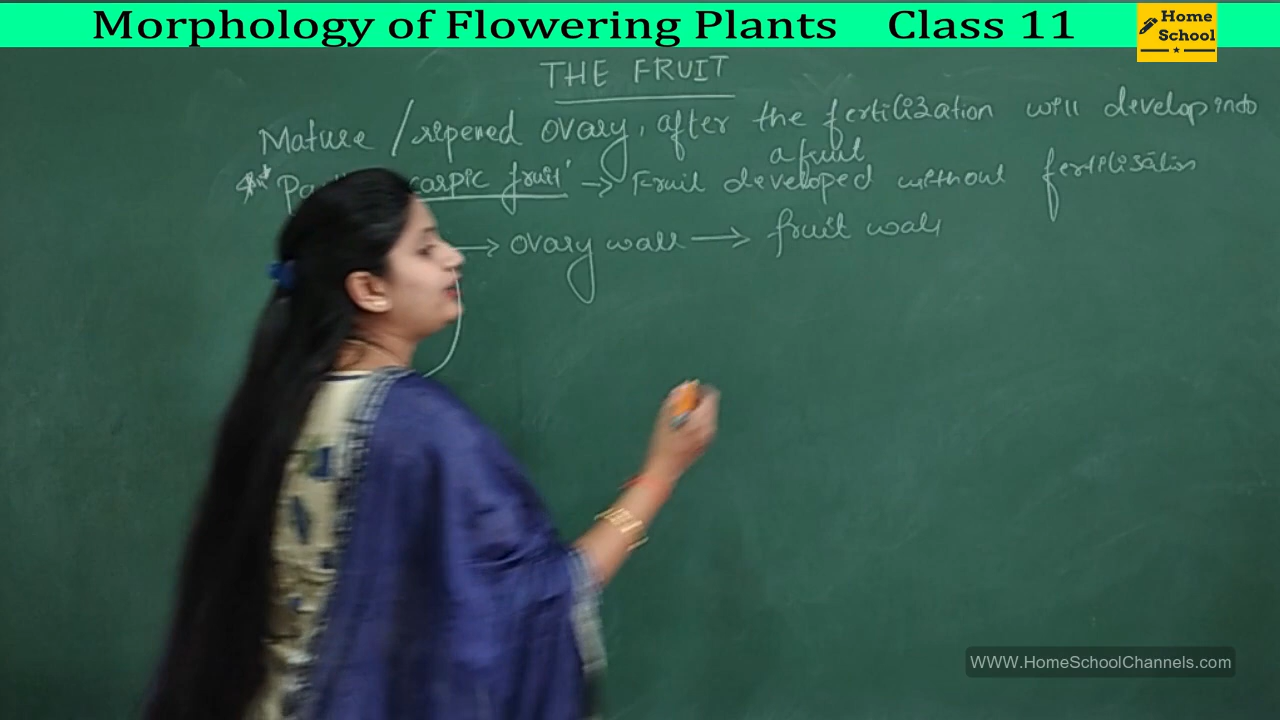 Morphology of Flowering Plants Class 11
Home School
THE FRUIT
Mature / ripened ovary, after the fertilization will develop into
a fruit
carpic fruit' → Fruit developed without fertilisation
→ ovary wall → fruit wall
WWW.HomeSchoolChannels.com